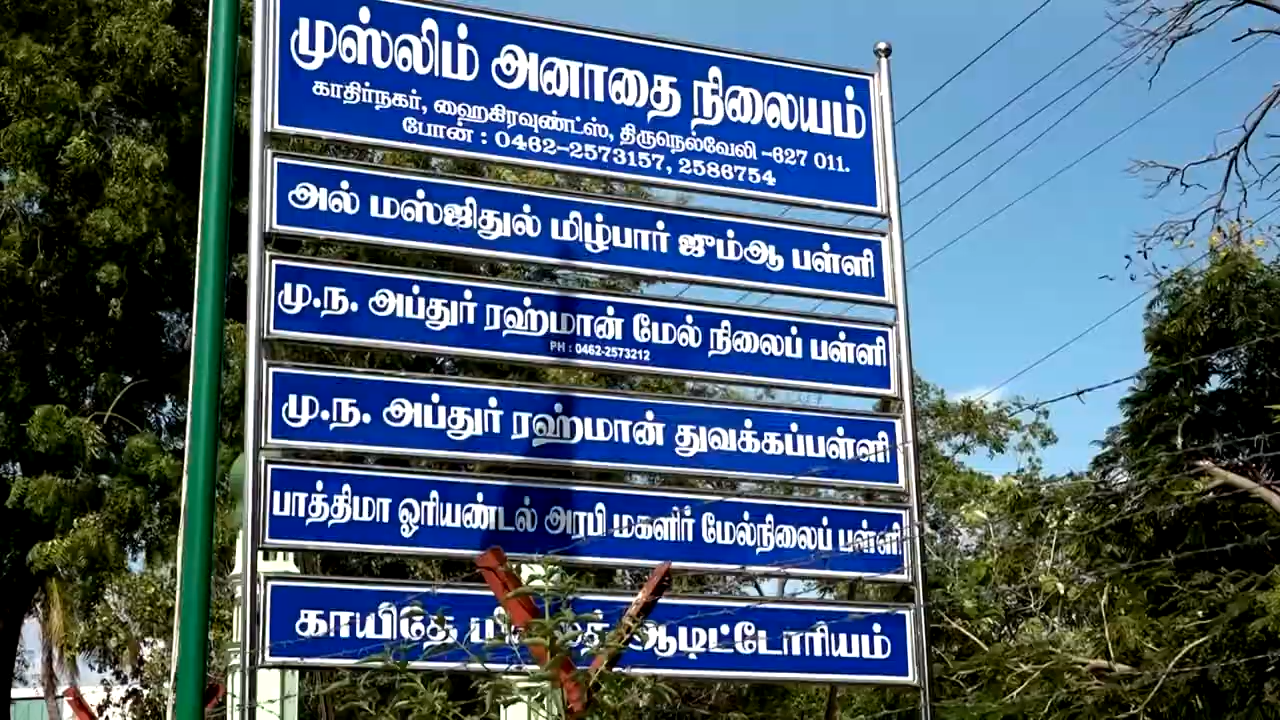 முஸ்லிம் அனாதை நிலையம்
காதிர்நகர், ஹைகிரவுண்ட்ஸ், திருநெல்வேலி -627 011.
போன் : 0462-2573157, 2586754
அல் மஸ்ஜிதுல் மிழ்பார் ஜும்ஆ பள்ளி
மு.ந. அப்துர் ரஹ்மான் மேல் நிலைப் பள்ளி
PH : 0462-2573212
மு.ந. அப்துர் ரஹ்மான் துவக்கப்பள்ளி
பாத்திமா ஓரியண்டல் அரபி மகளிர் மேல்நிலைப் பள்ளி
காயிதே ஆடிட்டோரியம்